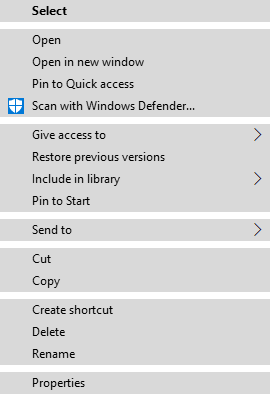 Select
Open
Open in new window
Pin to Quick access
Scan with Windows Defender...
Give access to
Restore previous versions
Include in library
Pin to Start
Send to
Cut
Copy
Create shortcut
Delete
Rename
Properties